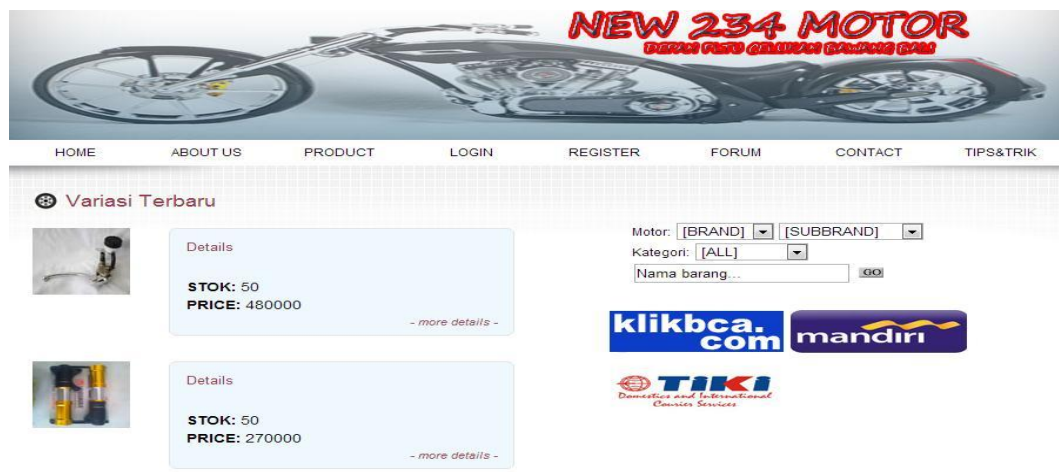 NEW 234 MOTOR
HOME ABOUT US PRODUCT LOGIN REGISTER FORUM CONTACT TIPS&TRIK
Variasi Terbaru
Details
STOK: 50
PRICE: 480000
- more details -
Details
STOK: 50
PRICE: 270000
- more details -
Motor: [BRAND] [SUBBRAND]
Kategori: [ALL]
Nama barang... GO
klikbca.
com
mandiri
TIKI
Domestics and International
Courier Services